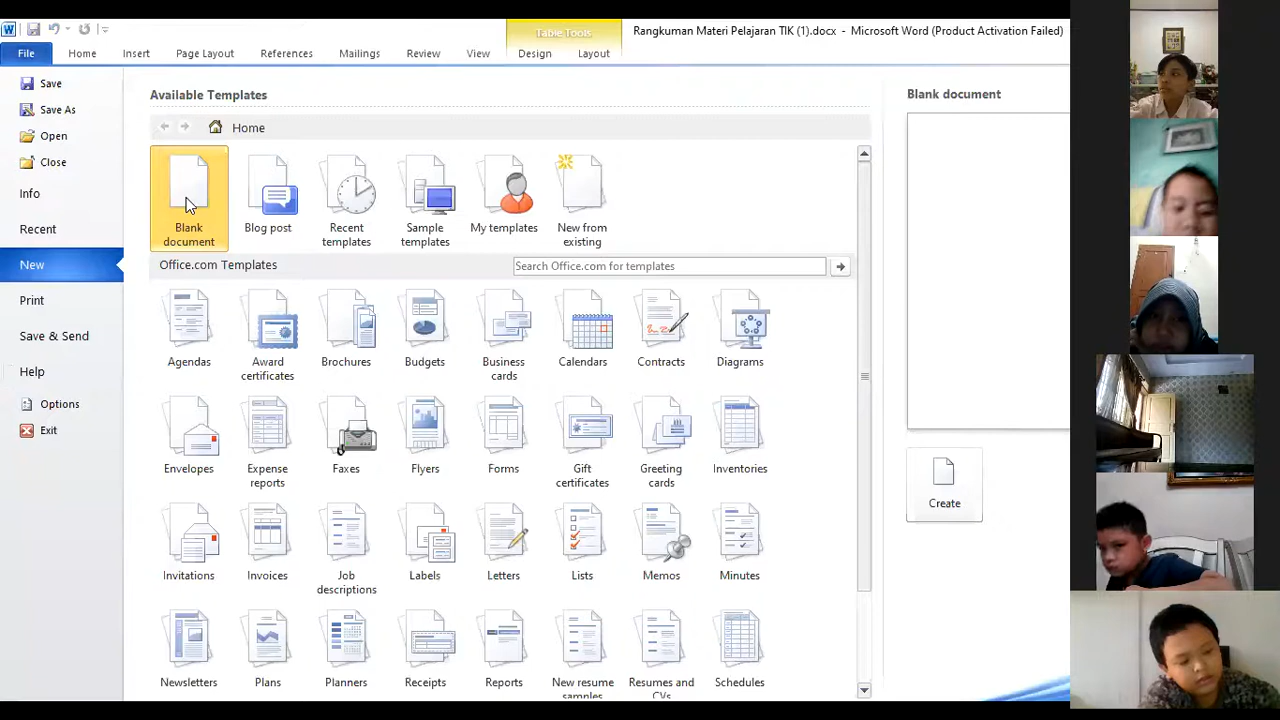 Table Tools
Rangkuman Materi Pelajaran TIK (1).docx - Microsoft Word (Product Activation Failed)
File Home Insert Page Layout References Mailings Review View Design Layout
Save
Save As
Open
Close
Info
Recent
New
Print
Save & Send
Help
Options
Exit
Available Templates
Home
Blank document
Blog post
Recent templates
Sample templates
My templates
New from existing
Office.com Templates
Search Office.com for templates
Agendas
Award certificates
Brochures
Budgets
Business cards
Calendars
Contracts
Diagrams
Envelopes
Expense reports
Faxes
Flyers
Forms
Gift certificates
Greeting cards
Inventories
Invitations
Invoices
Job descriptions
Labels
Letters
Lists
Memos
Minutes
Newsletters
Plans
Planners
Receipts
Reports
New resume samples
Resumes and CVs
Schedules
Blank document
Create